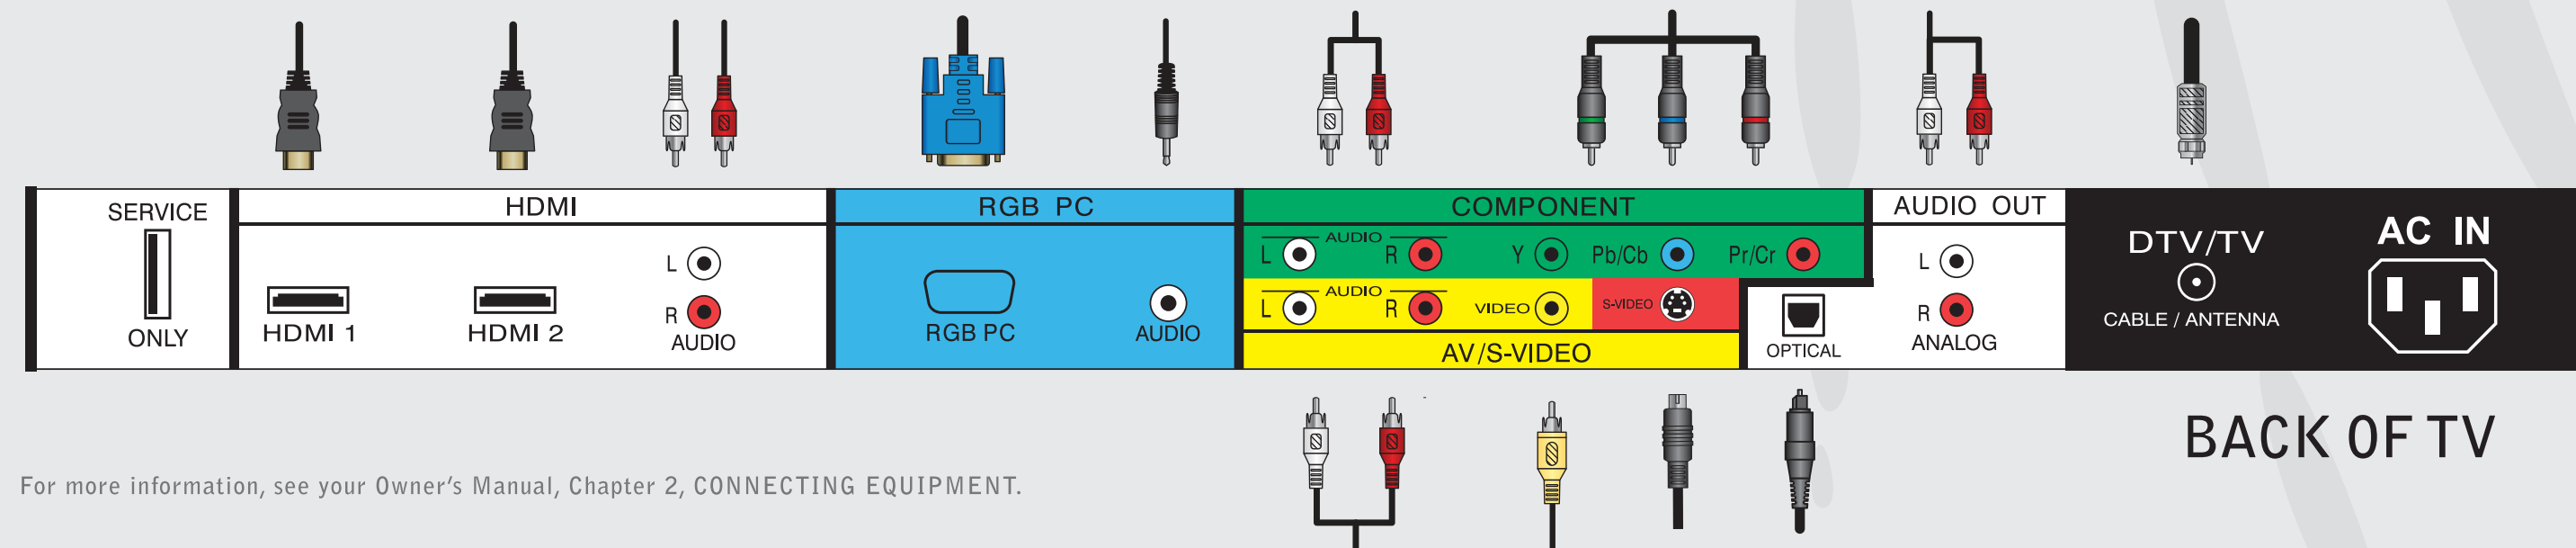 SERVICE
ONLY
HDMI
HDMI 1
HDMI 2
L
R
AUDIO
RGB PC
RGB PC
AUDIO
COMPONENT
L AUDIO R Y Pb/Cb Pr/Cr
L AUDIO R VIDEO S-VIDEO
AV/S-VIDEO
OPTICAL
AUDIO OUT
L
R
ANALOG
DTV/TV
CABLE / ANTENNA
AC IN
BACK OF TV
For more information, see your Owner's Manual, Chapter 2, CONNECTING EQUIPMENT.